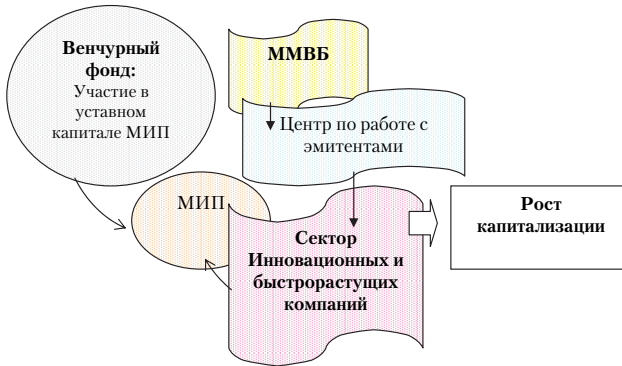 Венчурный
фонд:
Участие в
уставном
капитале МИП
ММВБ
Центр по работе с
эмитентами
МИП
Сектор
Инновационных и
быстрорастущих
компаний
Рост
капитализации